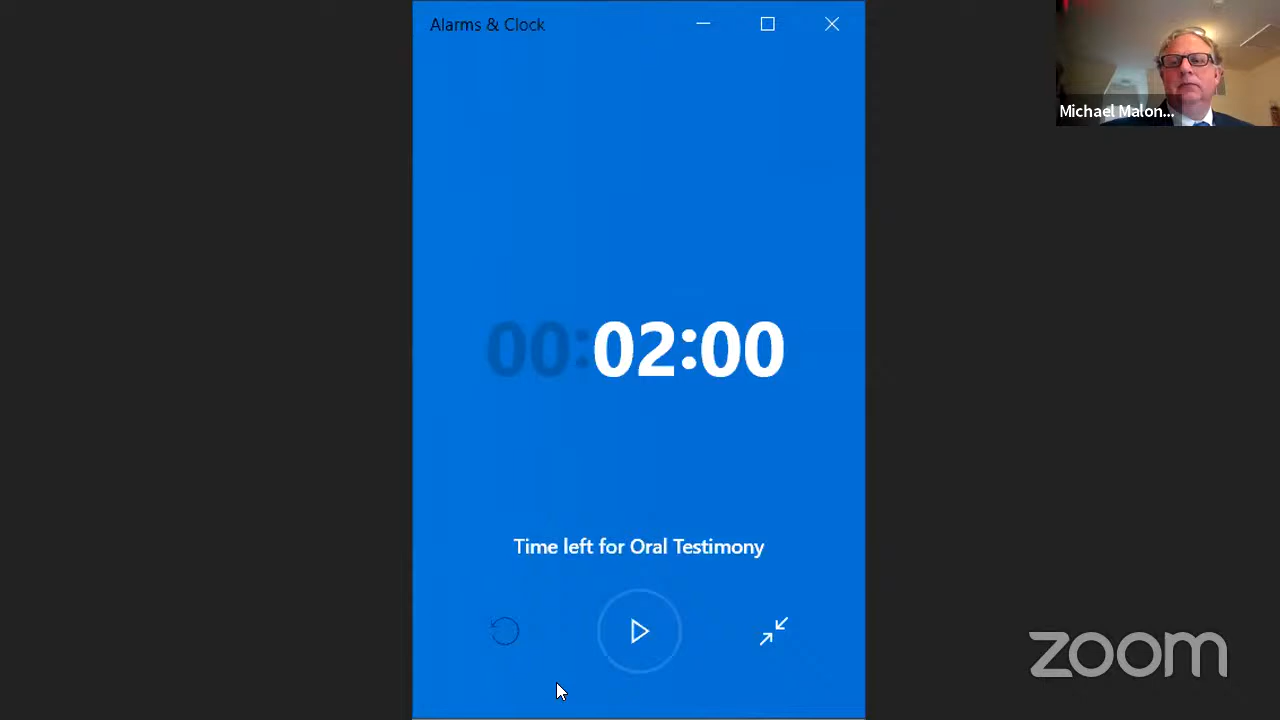 Alarms & Clock
Michael Malon...
00:02:00
Time left for Oral Testimony
zoom